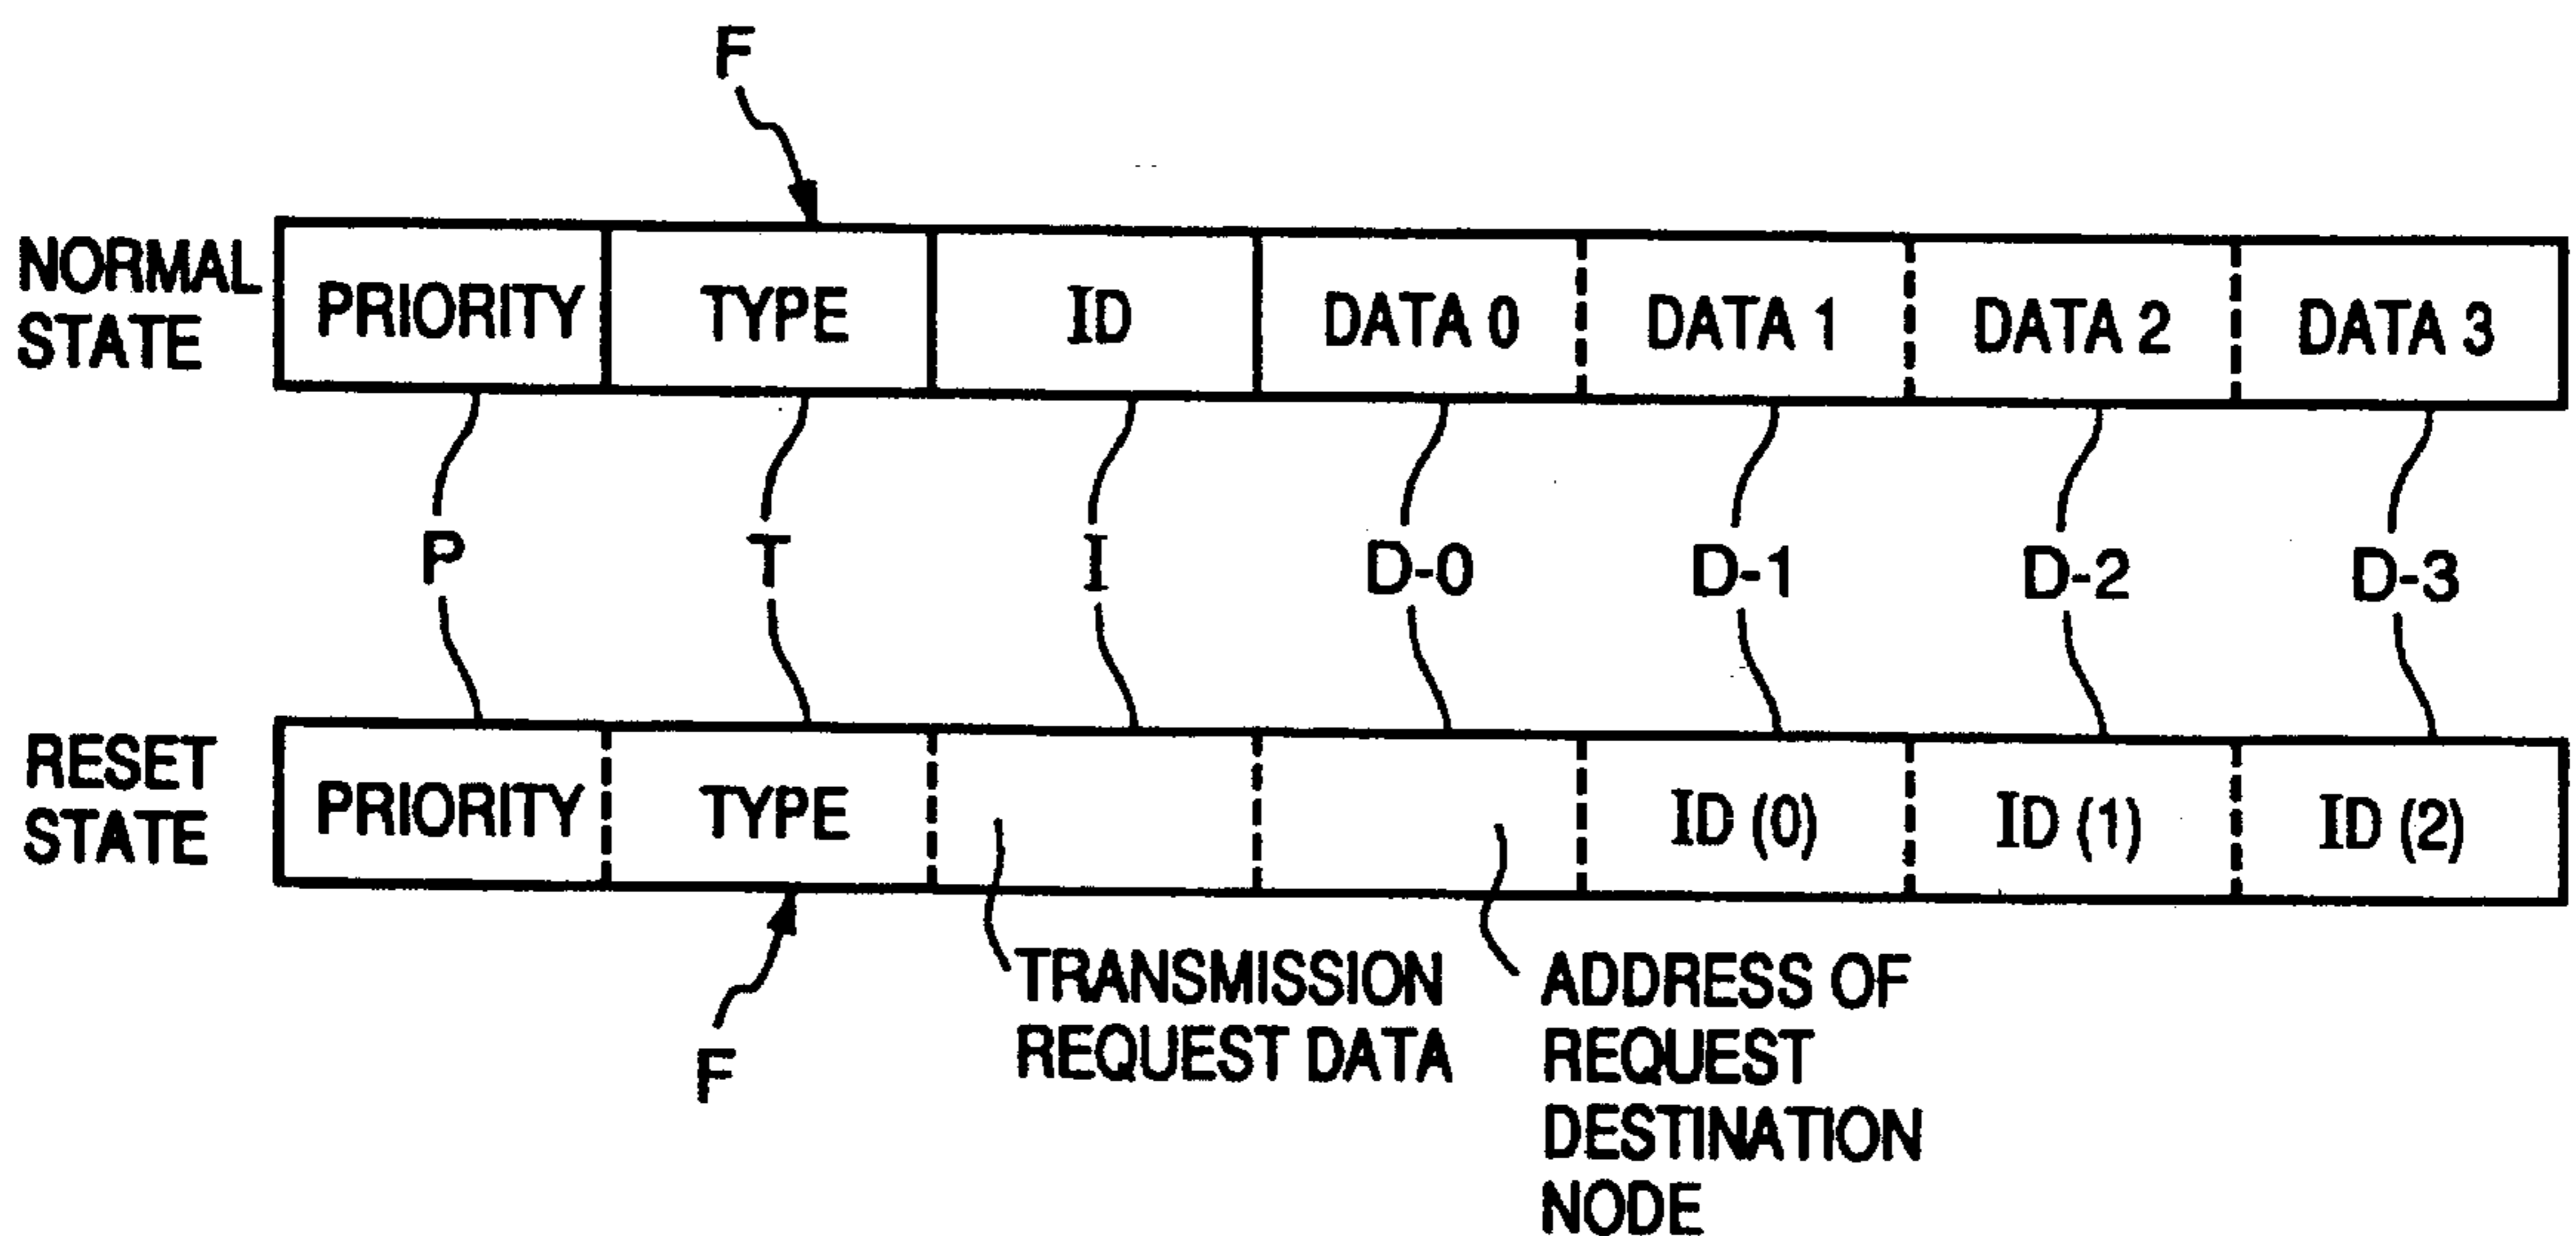 F
NORMAL
STATE
PRIORITY TYPE ID DATA 0 DATA 1 DATA 2 DATA 3
P T I D-0 D-1 D-2 D-3
RESET
STATE
PRIORITY TYPE ID (0) ID (1) ID (2)
F
TRANSMISSION
REQUEST DATA
ADDRESS OF
REQUEST
DESTINATION
NODE